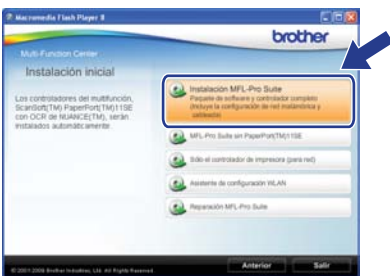 Macromedia Flash Player 8
brother
Multi-Function Center
Instalación inicial
Los controladores del multifunción,
ScanSoft(TM) PaperPort(TM)11SE
con OCR de NUANCE(TM), serán
instalados automáticamente.
Instalación MFL-Pro Suite
Paquete de software y controlador completo
(Incluye la configuración de red inalámbrica y
cableada)
MFL-Pro Suite sin PaperPort(TM)11SE
Sólo el controlador de impresora (para red)
Asistente de configuración WLAN
Reparación MFL-Pro Suite
© 2001-2008 Brother Industries, Ltd. All Rights Reserved.
Anterior
Salir